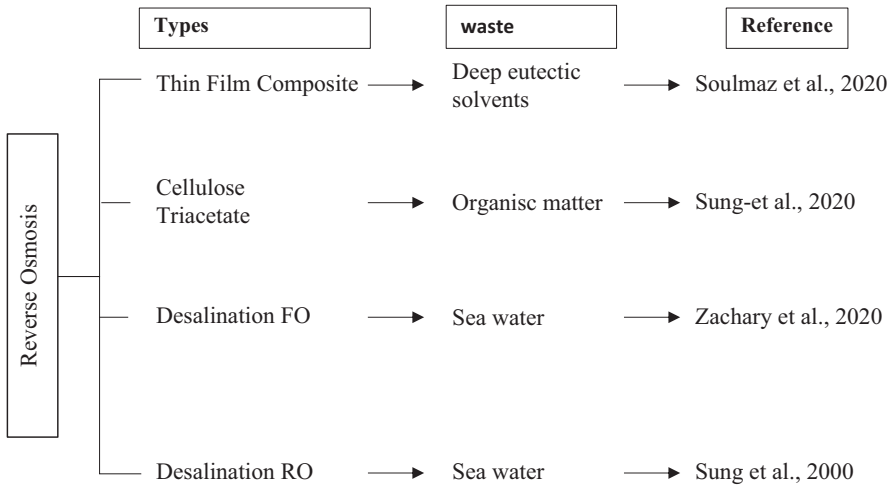 Types
waste
Reference
Reverse Osmosis
Thin Film Composite
Deep eutectic
solvents
Soulmaz et al., 2020
Cellulose
Triacetate
Organisc matter
Sung-et al., 2020
Desalination FO
Sea water
Zachary et al., 2020
Desalination RO
Sea water
Sung et al., 2000